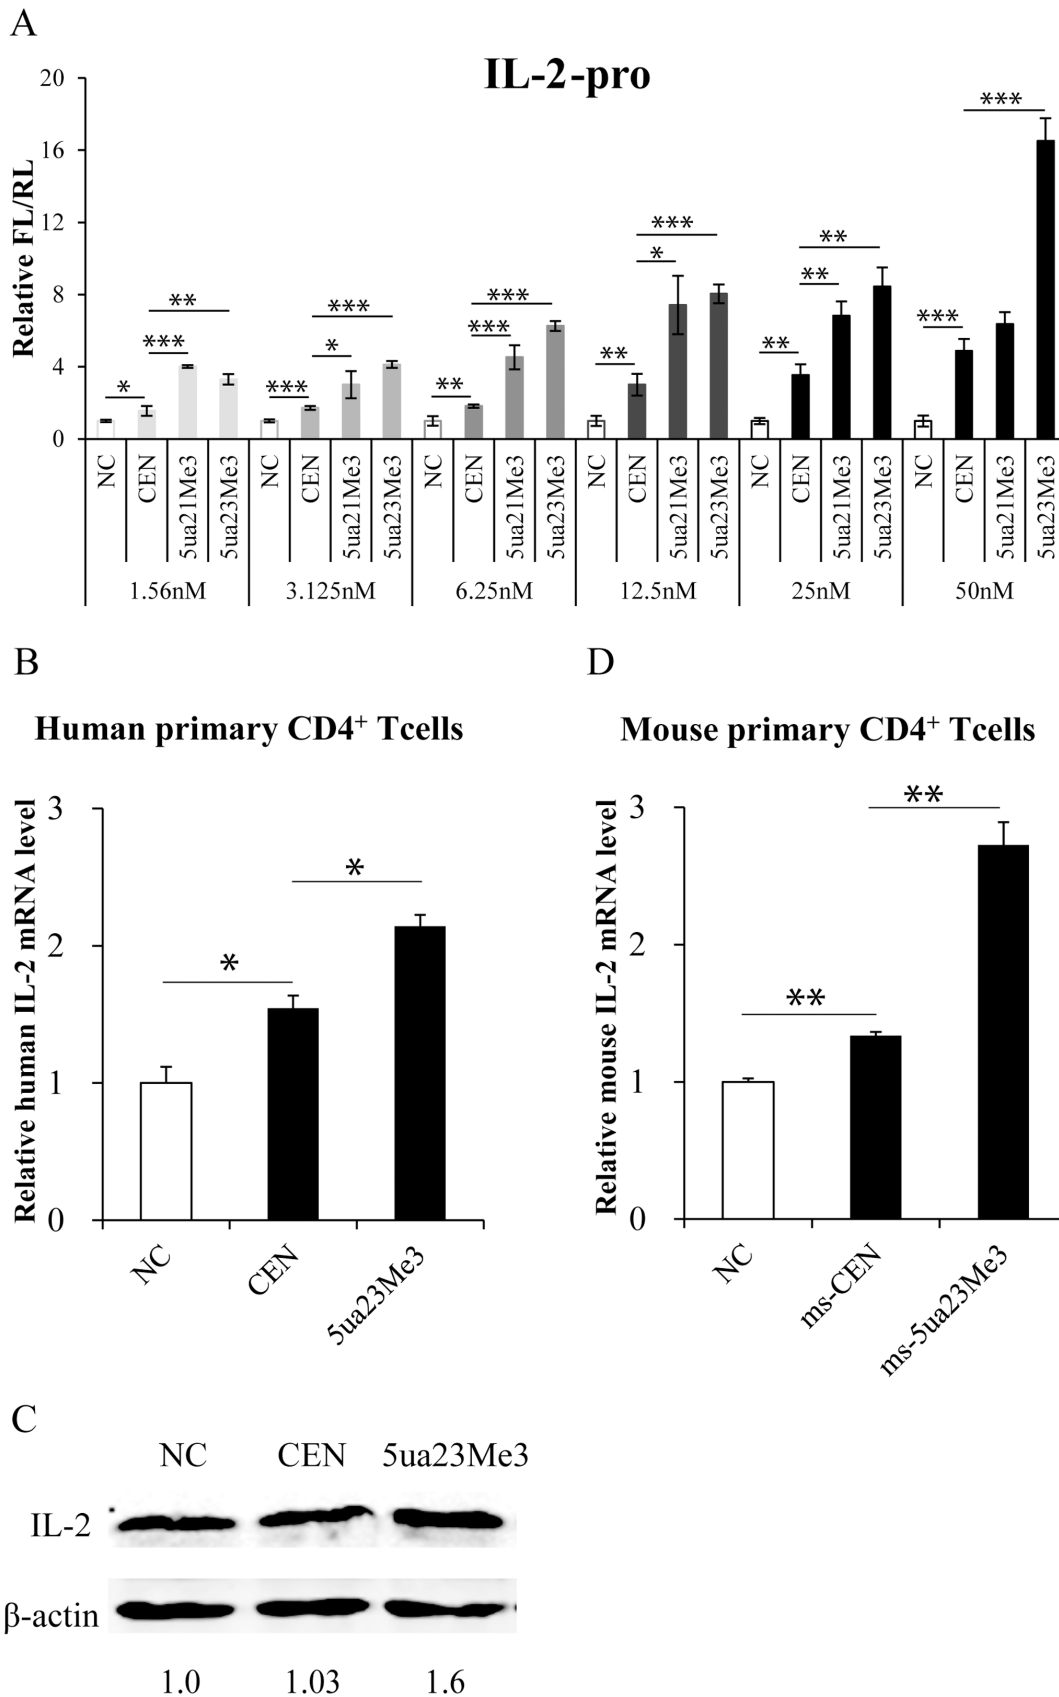 A
IL-2-pro
Relative FL/RL
20
16
12
8
4
0
* *** **
*** * ***
** *** ***
** * ***
** ** **
*** ***
NC CEN 5ua21Me3 5ua23Me3 NC CEN 5ua21Me3 5ua23Me3 NC CEN 5ua21Me3 5ua23Me3 NC CEN 5ua21Me3 5ua23Me3 NC CEN 5ua21Me3 5ua23Me3 NC CEN 5ua21Me3 5ua23Me3
1.56nM 3.125nM 6.25nM 12.5nM 25nM 50nM
B
Human primary CD4⁺ Tcells
Relative human IL-2 mRNA level
3
2
1
0
*
*
NC CEN 5ua23Me3
D
Mouse primary CD4⁺ Tcells
Relative mouse IL-2 mRNA level
3
2
1
0
**
**
NC ms-CEN ms-5ua23Me3
C
NC CEN 5ua23Me3
IL-2
β-actin
1.0 1.03 1.6